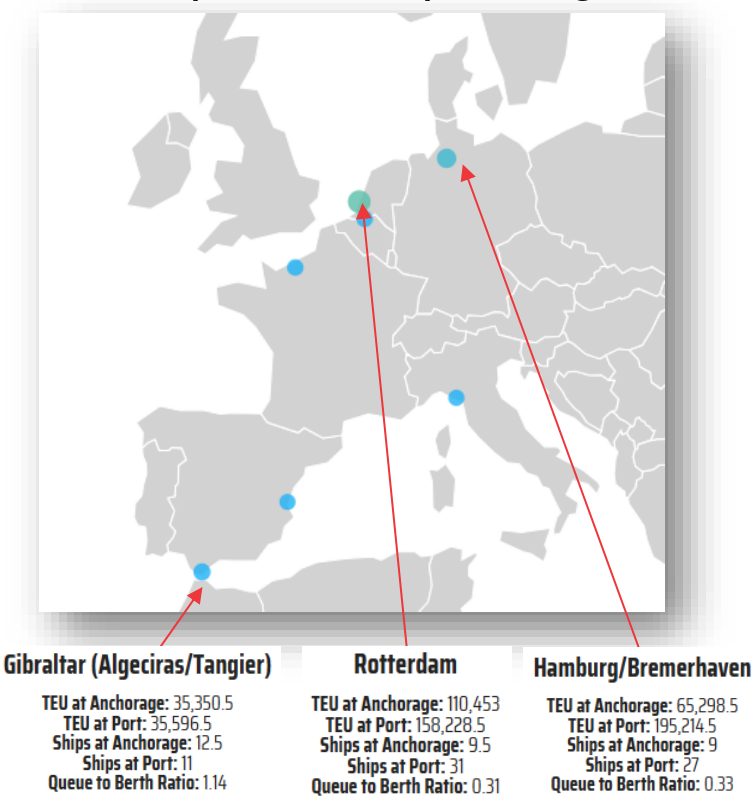 Gibraltar (Algeciras/Tangier)
TEU at Anchorage: 35,350.5
TEU at Port: 35,596.5
Ships at Anchorage: 12.5
Ships at Port: 11
Queue to Berth Ratio: 1.14
Rotterdam
TEU at Anchorage: 110,453
TEU at Port: 158,228.5
Ships at Anchorage: 9.5
Ships at Port: 31
Queue to Berth Ratio: 0.31
Hamburg/Bremerhaven
TEU at Anchorage: 65,298.5
TEU at Port: 195,214.5
Ships at Anchorage: 9
Ships at Port: 27
Queue to Berth Ratio: 0.33